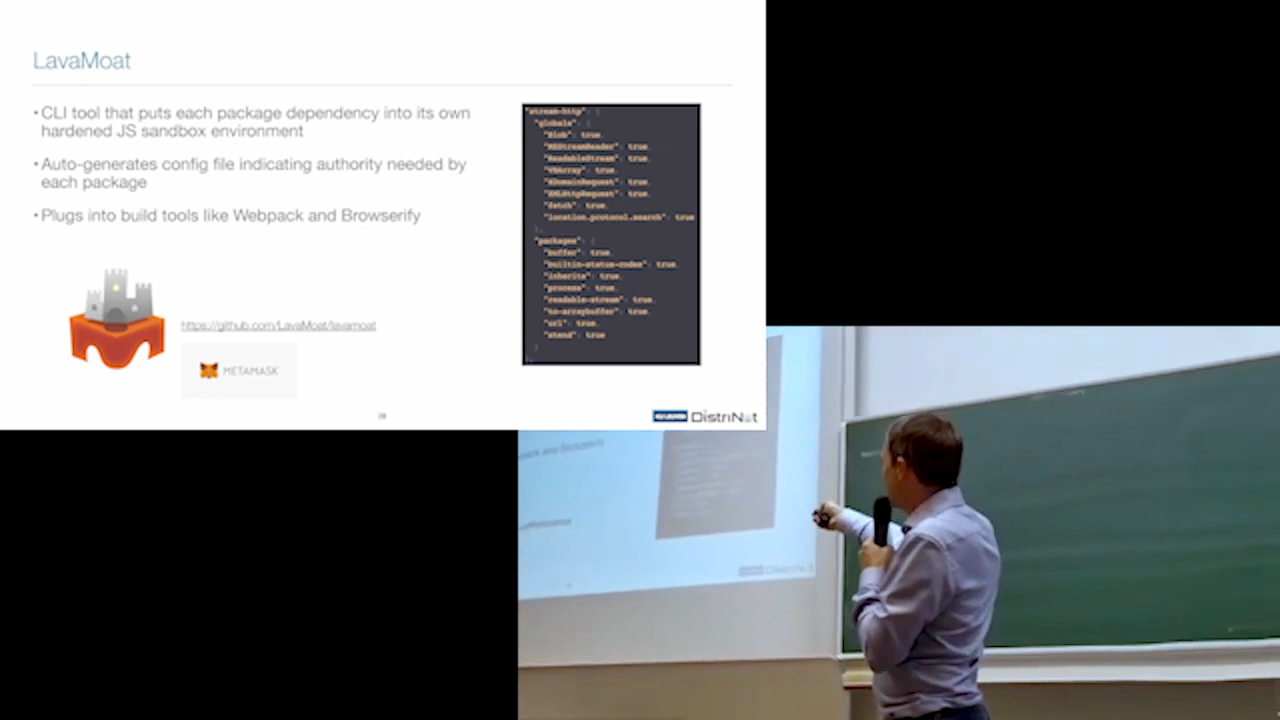 LavaMoat
• CLI tool that puts each package dependency into its own
hardened JS sandbox environment
• Auto-generates config file indicating authority needed by
each package
• Plugs into build tools like Webpack and Browserify
"stream-http": {
"globals": {
"Blob": true,
"MSStreamReader": true,
"ReadableStream": true,
"VBArray": true,
"XDomainRequest": true,
"XMLHttpRequest": true,
"fetch": true,
"location.protocol.search": true
},
"packages": {
"buffer": true,
"builtin-status-codes": true,
"inherits": true,
"process": true,
"readable-stream": true,
"to-arraybuffer": true,
"url": true,
"xtend": true
}
},
https://github.com/LavaMoat/lavamoat
METAMASK
DistriNet
DistriNet